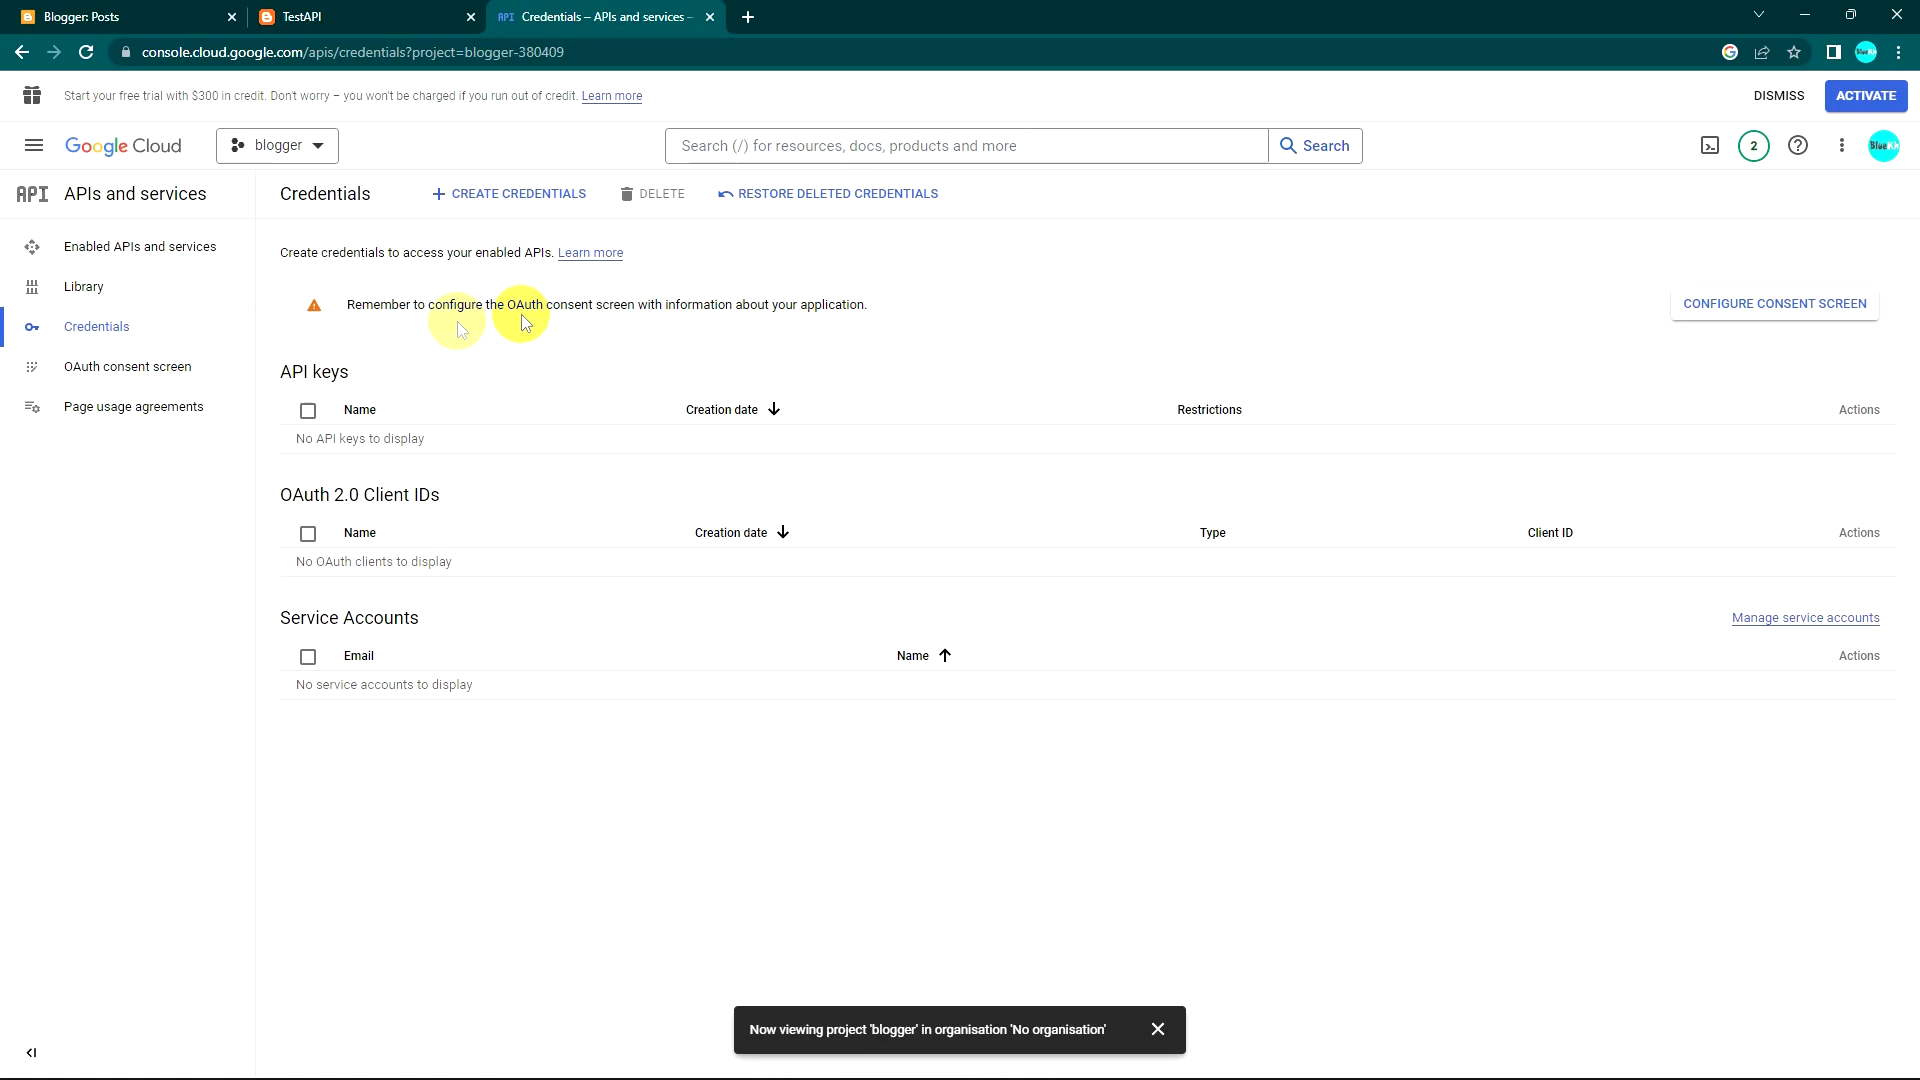 Blogger: Posts
TestAPI
API Credentials – APIs and services –
console.cloud.google.com/apis/credentials?project=blogger-380409
Start your free trial with $300 in credit. Don't worry – you won't be charged if you run out of credit. Learn more
DISMISS
ACTIVATE
Google Cloud
blogger
Search (/) for resources, docs, products and more
Search
2
API APIs and services
Credentials
CREATE CREDENTIALS
DELETE
RESTORE DELETED CREDENTIALS
Enabled APIs and services
Library
Credentials
OAuth consent screen
Page usage agreements
Create credentials to access your enabled APIs. Learn more
Remember to configure the OAuth consent screen with information about your application.
CONFIGURE CONSENT SCREEN
API keys
Name Creation date Restrictions Actions
No API keys to display
OAuth 2.0 Client IDs
Name Creation date Type Client ID Actions
No OAuth clients to display
Service Accounts
Manage service accounts
Email Name Actions
No service accounts to display
Now viewing project 'blogger' in organisation 'No organisation'